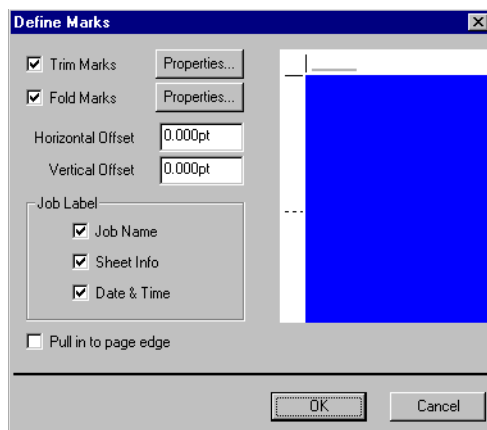 Define Marks
Trim Marks Properties...
Fold Marks Properties...
Horizontal Offset 0.000pt
Vertical Offset 0.000pt
Job Label
Job Name
Sheet Info
Date & Time
Pull in to page edge
OK Cancel